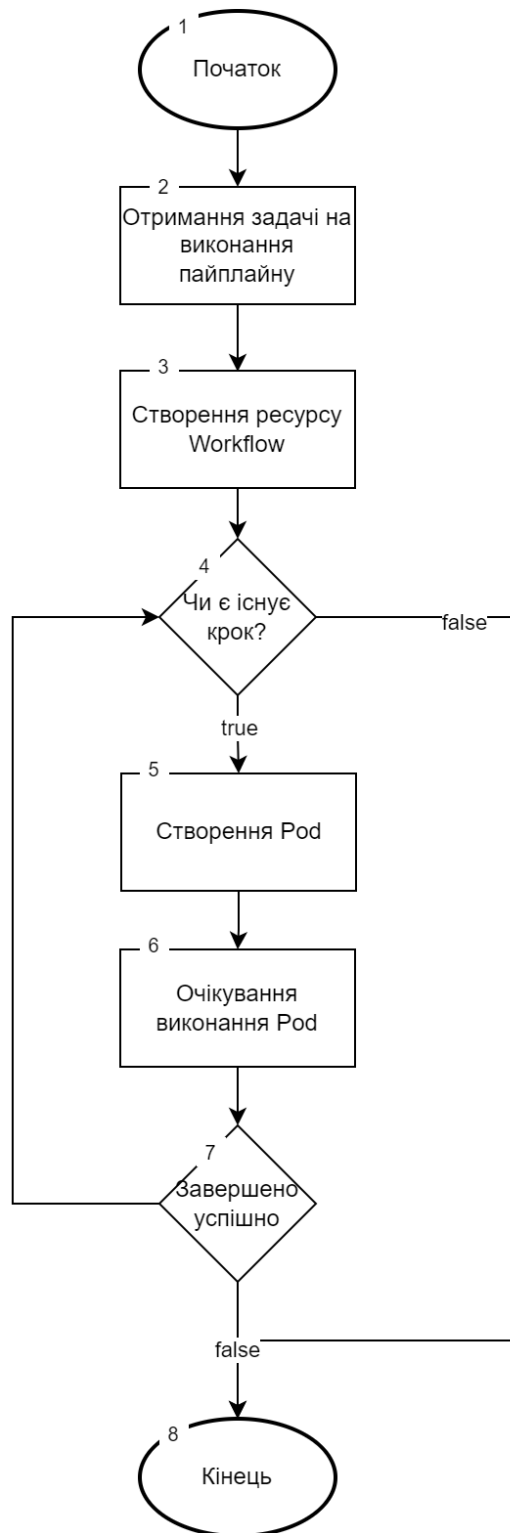 1
Початок
2
Отримання задачі на
виконання
пайплайну
3
Створення ресурсу
Workflow
4
Чи є існує
крок?
false
true
5
Створення Pod
6
Очікування
виконання Pod
7
Завершено
успішно
false
8
Кінець